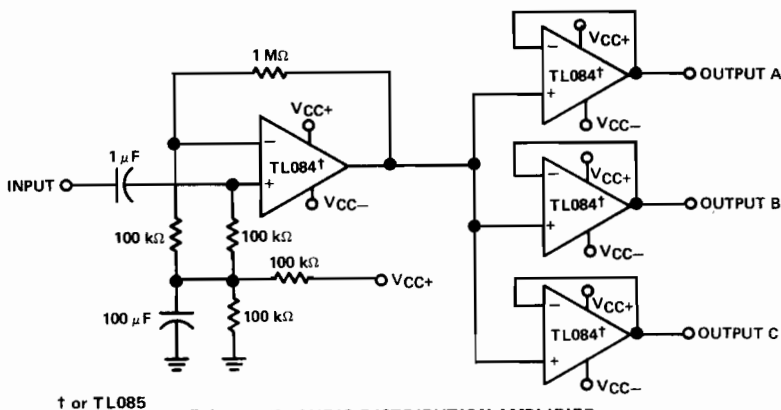 1 MΩ
VCC+
−
TL084†
+
VCC−
1 μF
INPUT
100 kΩ
100 kΩ
100 kΩ
VCC+
100 μF
100 kΩ
−
VCC+
TL084†
+
VCC−
OUTPUT A
−
VCC+
TL084†
+
VCC−
OUTPUT B
−
VCC+
TL084†
+
VCC−
OUTPUT C
† or TL085